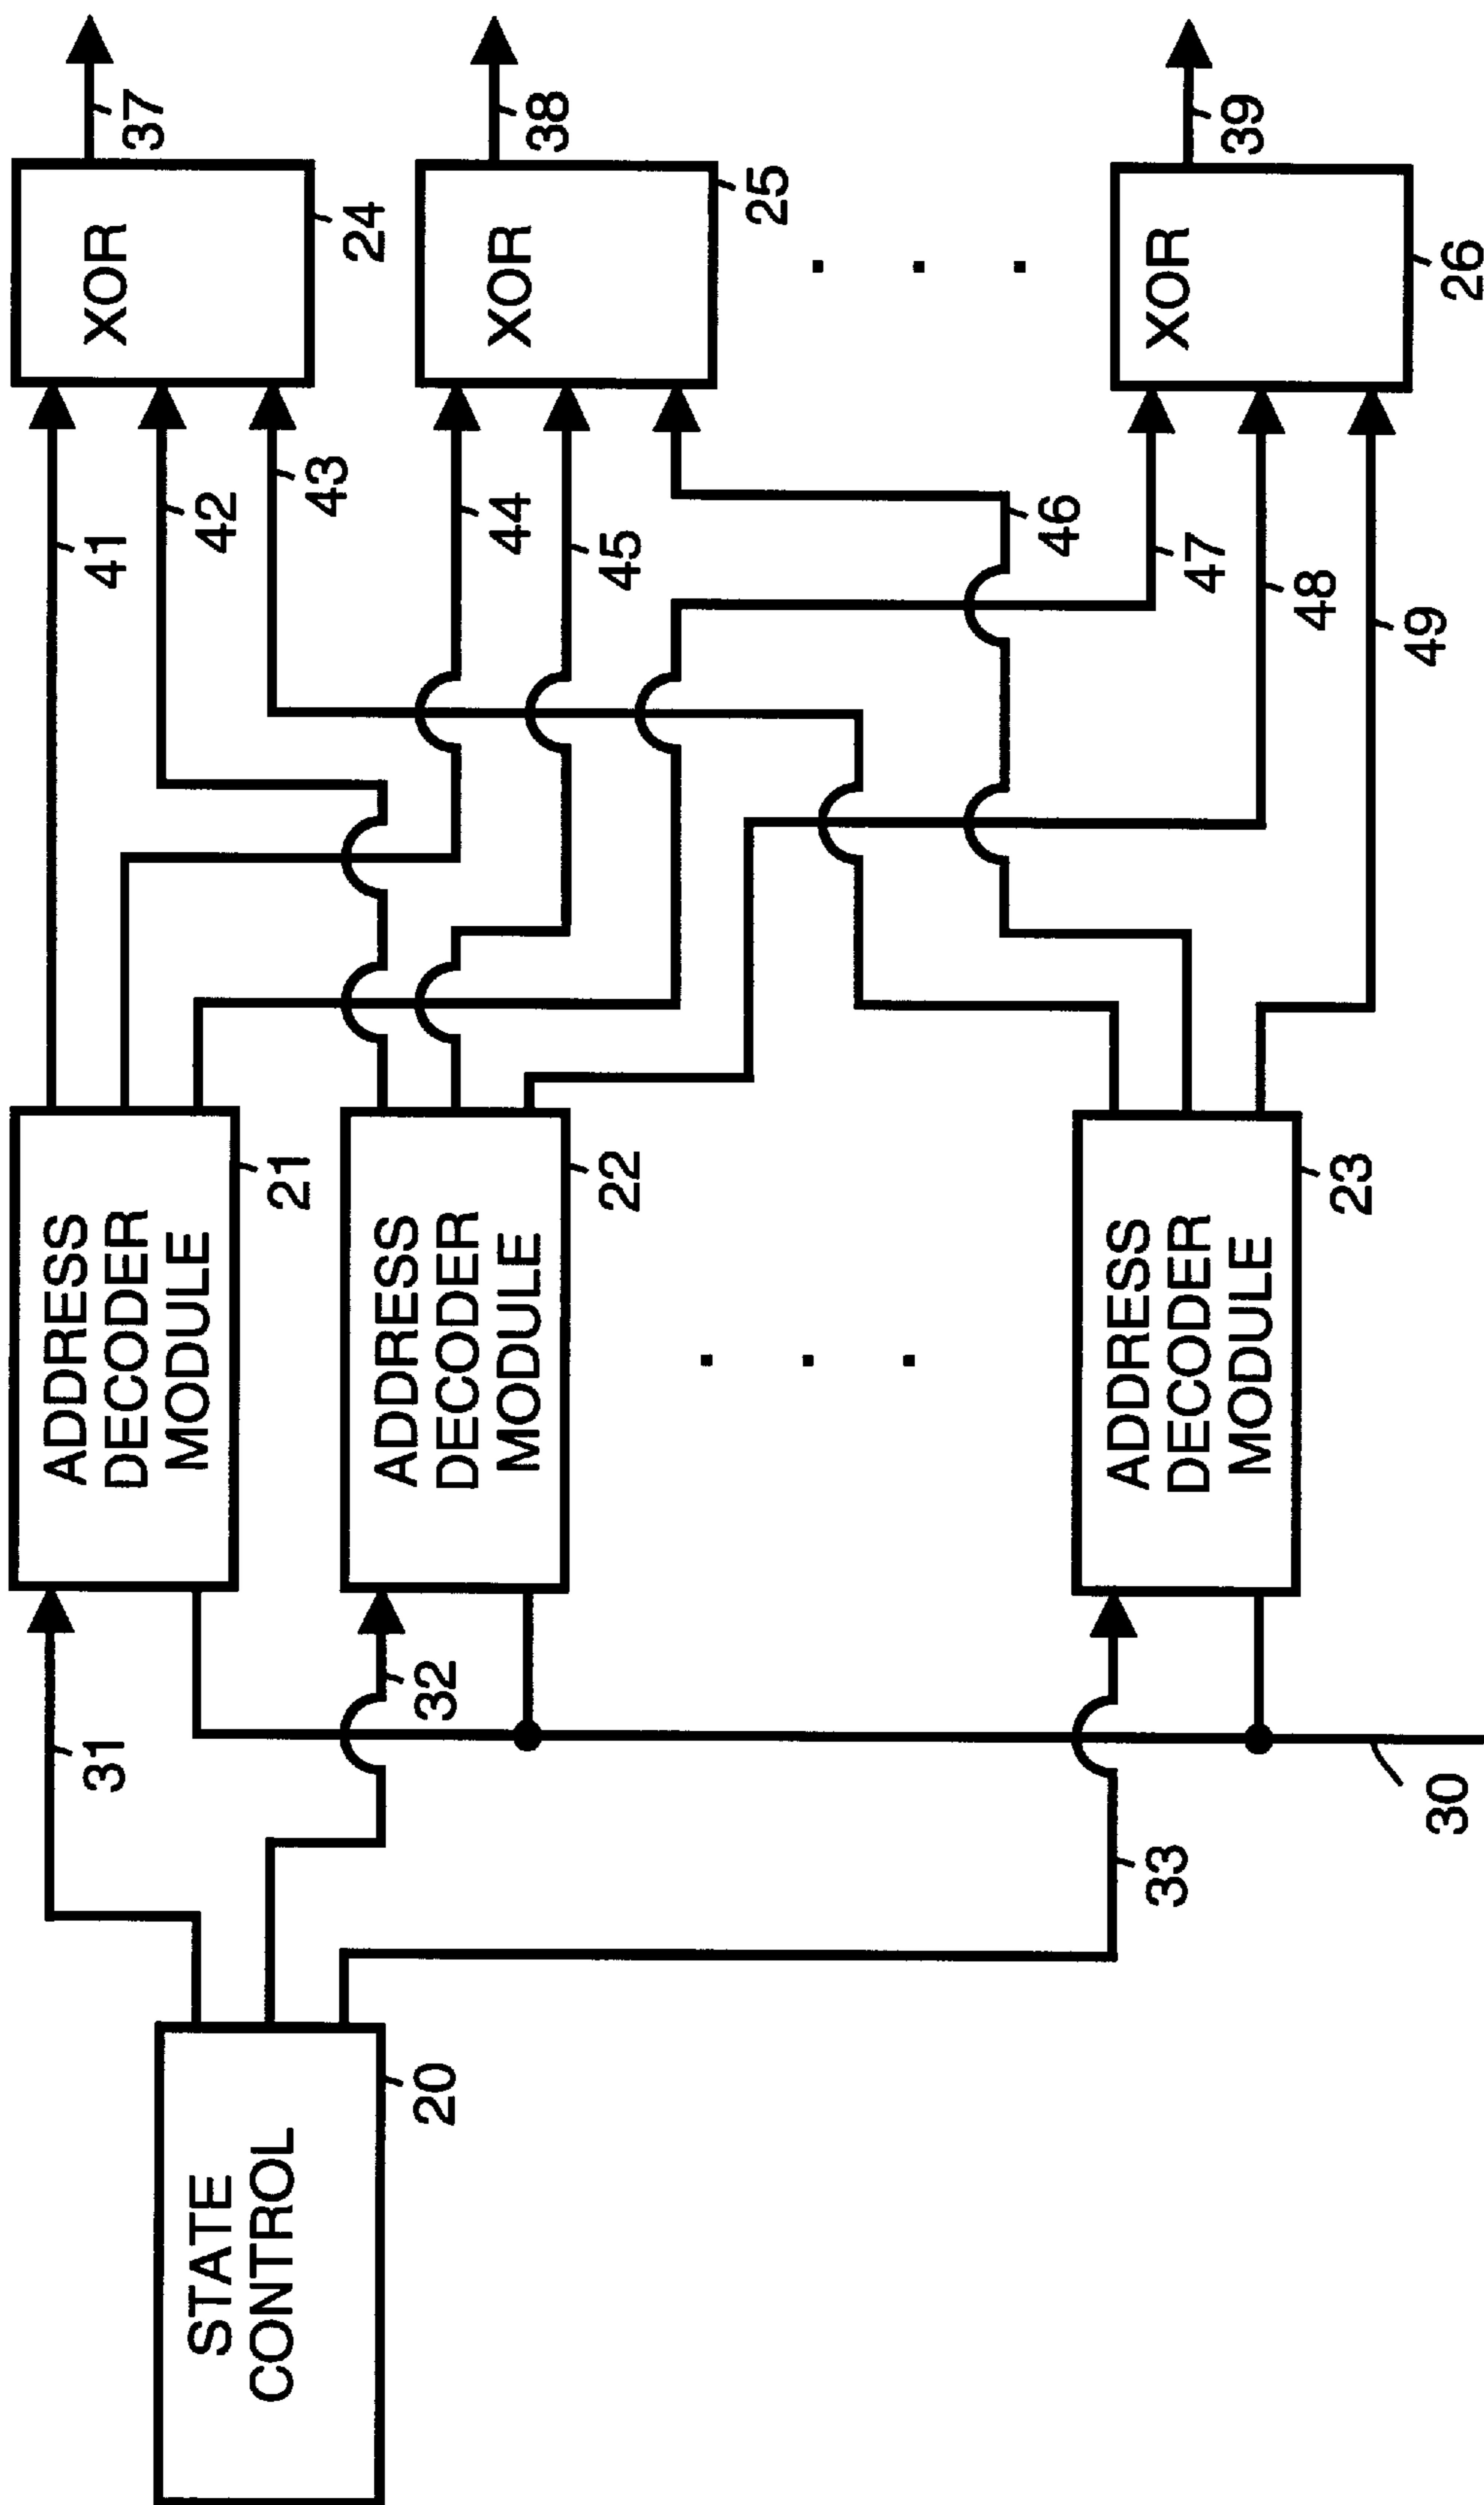 STATE
CONTROL
20
31
32
33
30
ADDRESS
DECODER
MODULE
21
ADDRESS
DECODER
MODULE
22
. . .
ADDRESS
DECODER
MODULE
23
41
42
43
44
45
46
47
48
49
XOR
24
XOR
25
. . .
XOR
26
37
38
39